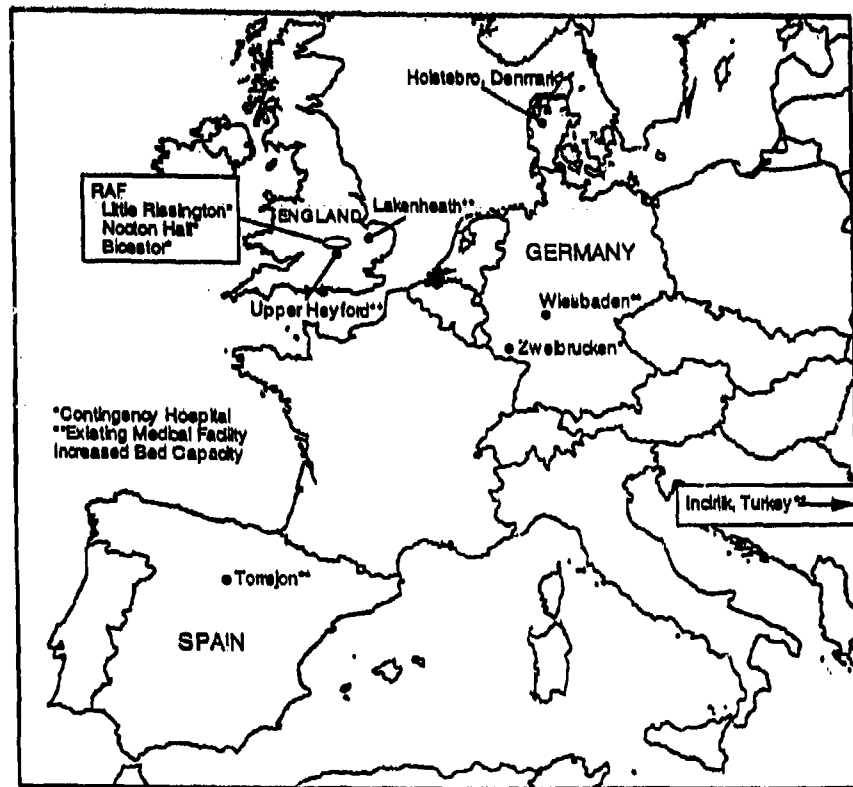 Holstebro, Denmark*
RAF
Little Rissington*
Nocton Hall*
Bicester*
ENGLAND
Lakenheath**
Upper Heyford**
GERMANY
Wiesbaden**
Zweibrucken*
*Contingency Hospital
**Existing Medical Facility
Increased Bed Capacity
Incirlik, Turkey**
Torrejon**
SPAIN